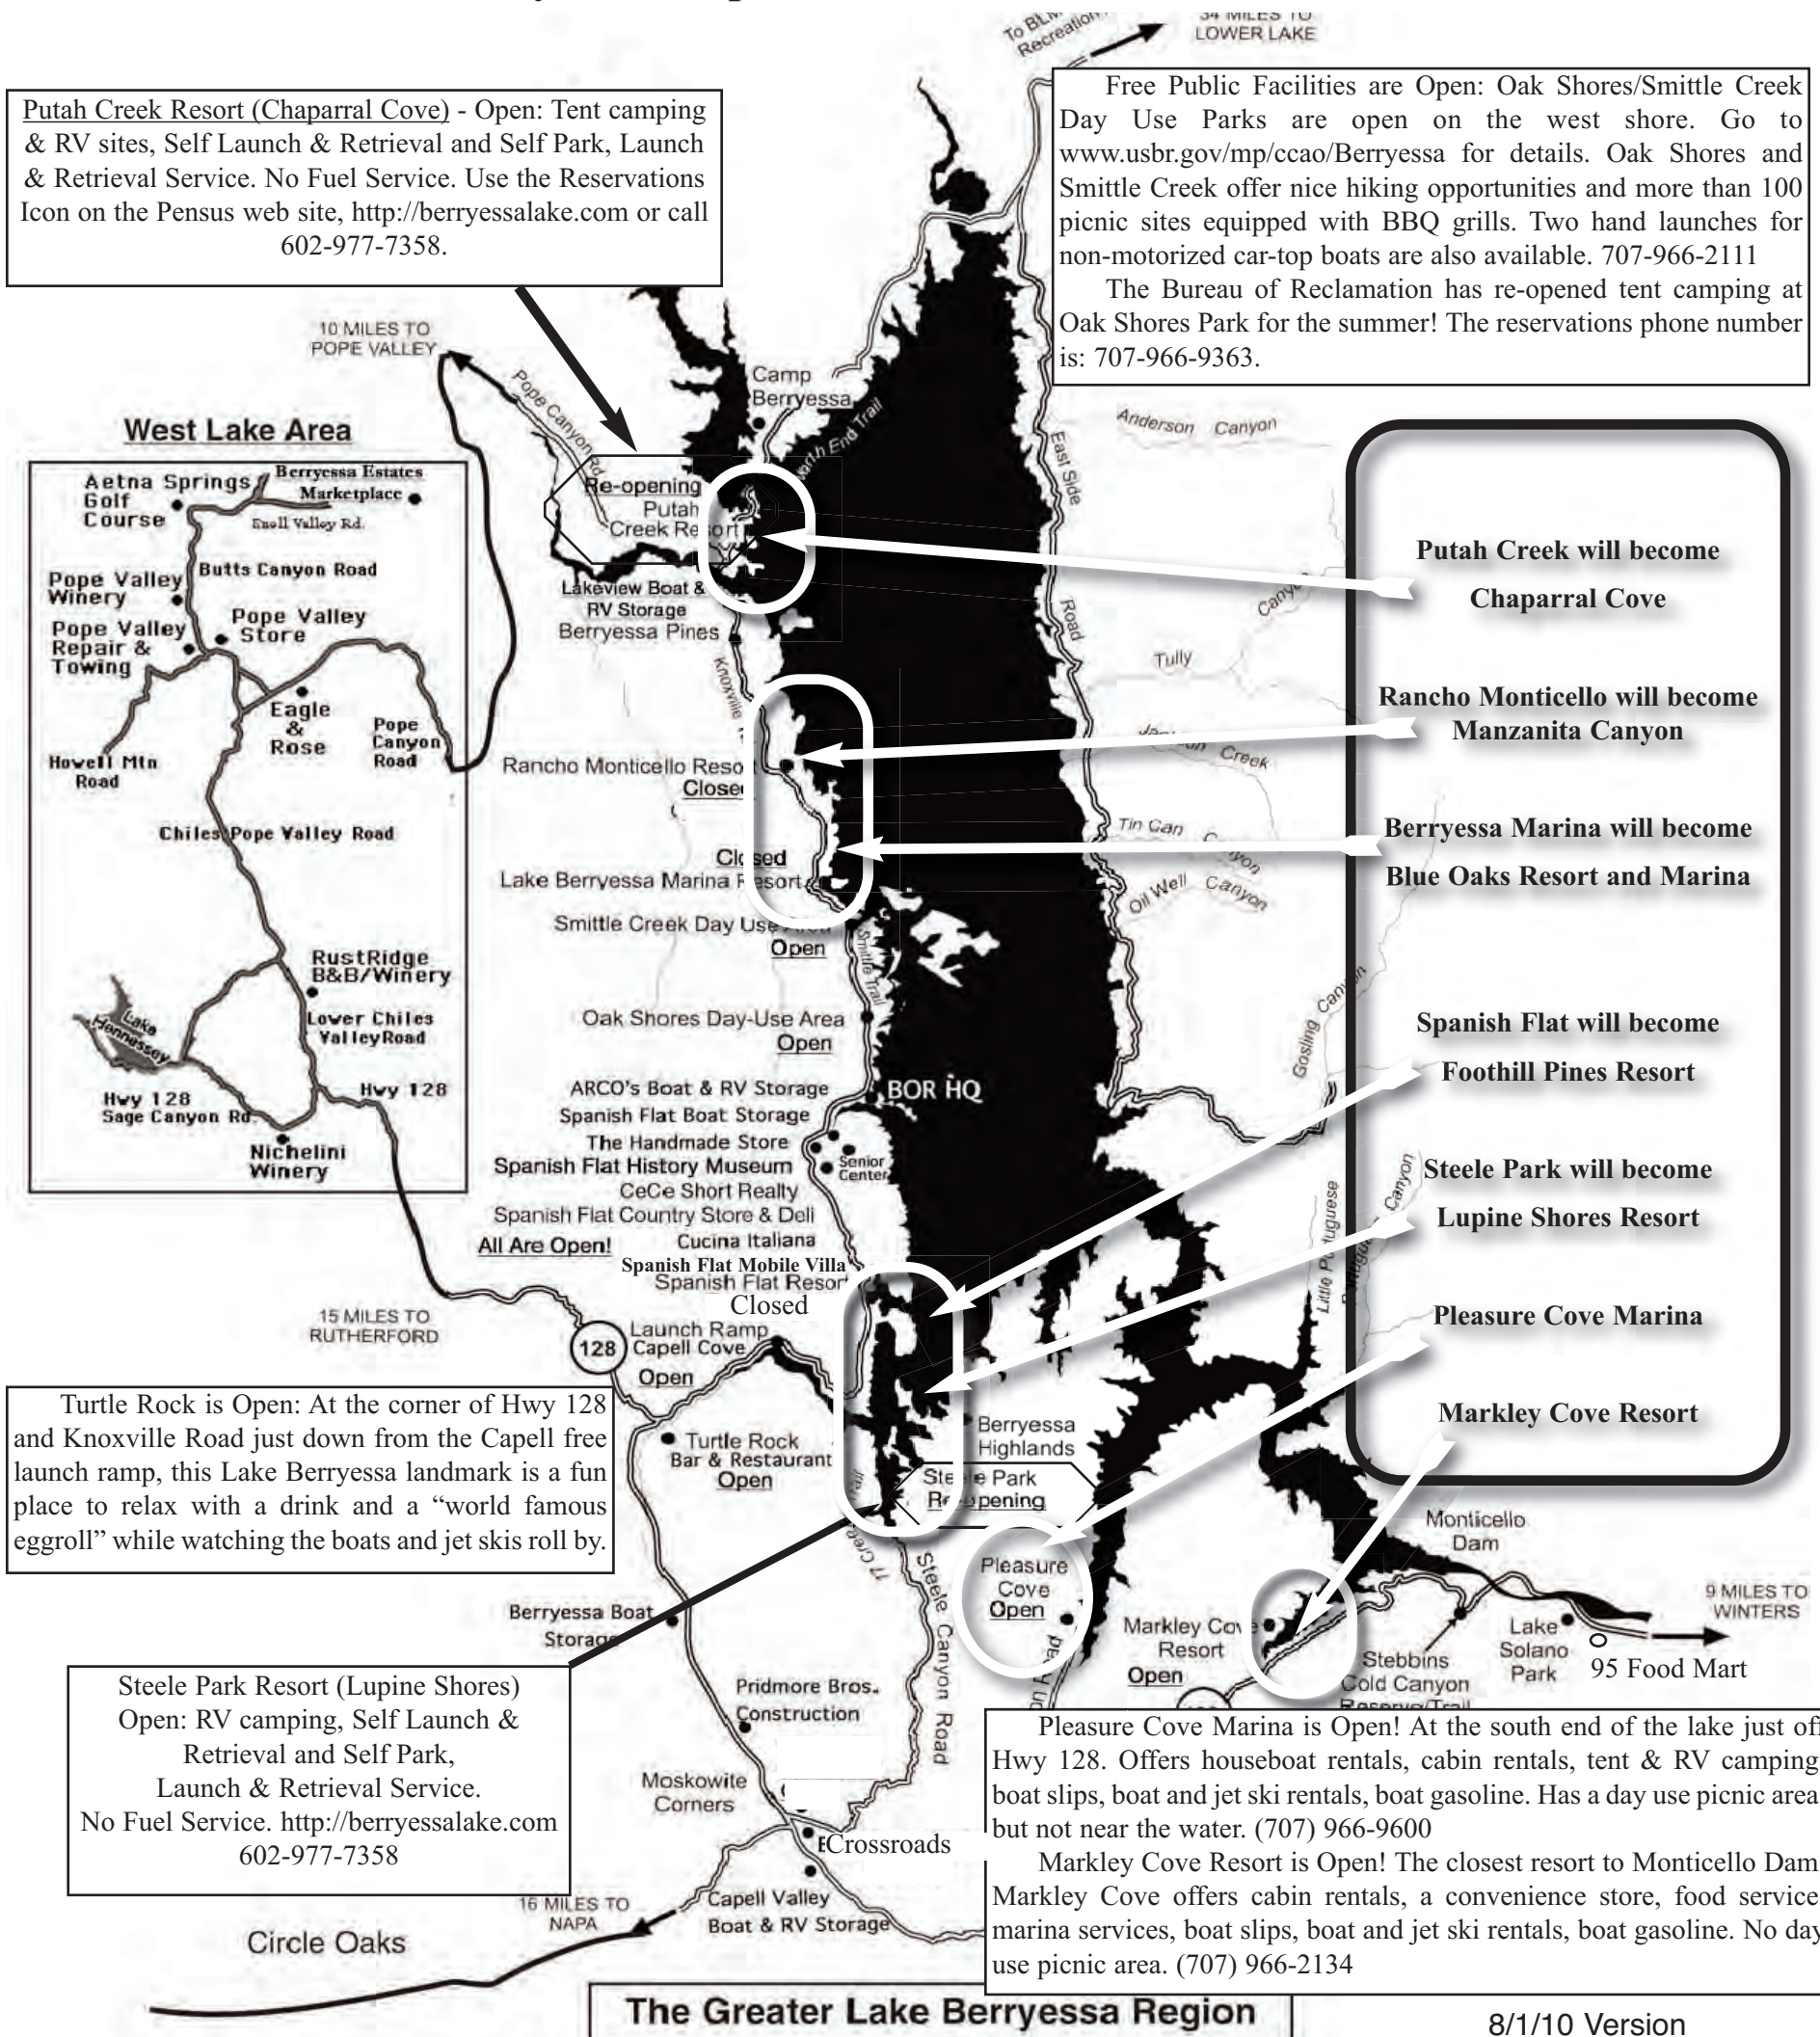 To BLM
Recreation
34 MILES TO
LOWER LAKE
Putah Creek Resort (Chaparral Cove) - Open: Tent camping
& RV sites, Self Launch & Retrieval and Self Park, Launch
& Retrieval Service. No Fuel Service. Use the Reservations
Icon on the Pensus web site, http://berryessalake.com or call
602-977-7358.
Free Public Facilities are Open: Oak Shores/Smittle Creek
Day Use Parks are open on the west shore. Go to
www.usbr.gov/mp/ccao/Berryessa for details. Oak Shores and
Smittle Creek offer nice hiking opportunities and more than 100
picnic sites equipped with BBQ grills. Two hand launches for
non-motorized car-top boats are also available. 707-966-2111
The Bureau of Reclamation has re-opened tent camping at
Oak Shores Park for the summer! The reservations phone number
is: 707-966-9363.
10 MILES TO
POPE VALLEY
Pope Canyon Rd.
Camp
Berryessa
North End Trail
East Side
Road
Anderson Canyon
Canyon
Tully
Creek
Tin Can Canyon
Oil Well Canyon
Gosling Canyon
Little Portuguese
Portuguese Canyon
West Lake Area
Aetna Springs
Golf
Course
Berryessa Estates
Marketplace
Snell Valley Rd.
Butts Canyon Road
Pope Valley
Winery
Pope Valley
Store
Pope Valley
Repair &
Towing
Eagle
&
Rose
Pope
Canyon
Road
Howell Mtn
Road
Chiles Pope Valley Road
RustRidge
B&B/Winery
Lower Chiles
Valley Road
Lake
Hennessey
Hwy 128
Hwy 128
Sage Canyon Rd.
Nichelini
Winery
Re-opening
Putah
Creek Resort
Lakeview Boat &
RV Storage
Berryessa Pines
Knoxville
Rancho Monticello Resort
Closed
Closed
Lake Berryessa Marina Resort
Smittle Creek Day Use Area
Open
Smittle Trail
Oak Shores Day-Use Area
Open
ARCO's Boat & RV Storage
BOR HQ
Spanish Flat Boat Storage
The Handmade Store
Spanish Flat History Museum
Senior
Center
CeCe Short Realty
Spanish Flat Country Store & Deli
All Are Open!
Cucina Italiana
Spanish Flat Mobile Villa
Spanish Flat Resort
Closed
Putah Creek will become
Chaparral Cove
Rancho Monticello will become
Manzanita Canyon
Berryessa Marina will become
Blue Oaks Resort and Marina
Spanish Flat will become
Foothill Pines Resort
Steele Park will become
Lupine Shores Resort
Pleasure Cove Marina
Markley Cove Resort
15 MILES TO
RUTHERFORD
128
Launch Ramp
Capell Cove
Open
Turtle Rock is Open: At the corner of Hwy 128
and Knoxville Road just down from the Capell free
launch ramp, this Lake Berryessa landmark is a fun
place to relax with a drink and a “world famous
eggroll” while watching the boats and jet skis roll by.
Turtle Rock
Bar & Restaurant
Open
Berryessa
Highlands
Steele Park
Re-opening
Steele Canyon Road
Pleasure
Cove
Open
Markley Cove
Resort
Open
Monticello
Dam
9 MILES TO
WINTERS
Lake
Solano
Park
95 Food Mart
Stebbins
Cold Canyon
Reserve/Trail
Berryessa Boat
Storage
Steele Park Resort (Lupine Shores)
Open: RV camping, Self Launch &
Retrieval and Self Park,
Launch & Retrieval Service.
No Fuel Service. http://berryessalake.com
602-977-7358
Pridmore Bros.
Construction
Moskowite
Corners
Crossroads
Capell Valley
Boat & RV Storage
16 MILES TO
NAPA
Circle Oaks
Pleasure Cove Marina is Open! At the south end of the lake just off
Hwy 128. Offers houseboat rentals, cabin rentals, tent & RV camping
boat slips, boat and jet ski rentals, boat gasoline. Has a day use picnic area
but not near the water. (707) 966-9600
Markley Cove Resort is Open! The closest resort to Monticello Dam
Markley Cove offers cabin rentals, a convenience store, food service
marina services, boat slips, boat and jet ski rentals, boat gasoline. No day
use picnic area. (707) 966-2134
The Greater Lake Berryessa Region
8/1/10 Version